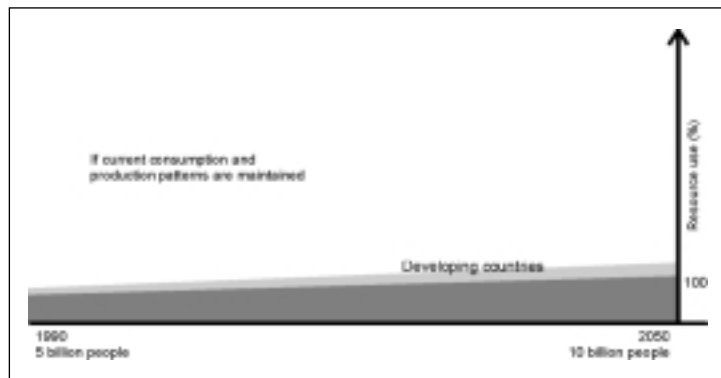 If current consumption and
production patterns are maintained
Resource use (%)
Developing countries
100
1990
5 billion people
2050
10 billion people